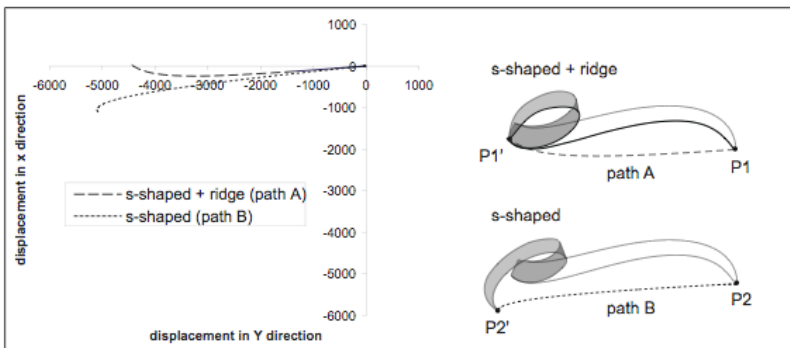 1000
0
-6000 -5000 -4000 -3000 -2000 -1000 0 1000
-1000
-2000
-3000
-4000
-5000
-6000
displacement in x direction
displacement in Y direction
s-shaped + ridge (path A)
s-shaped (path B)
s-shaped + ridge
P1'
P1
path A
s-shaped
P2
P2'
path B